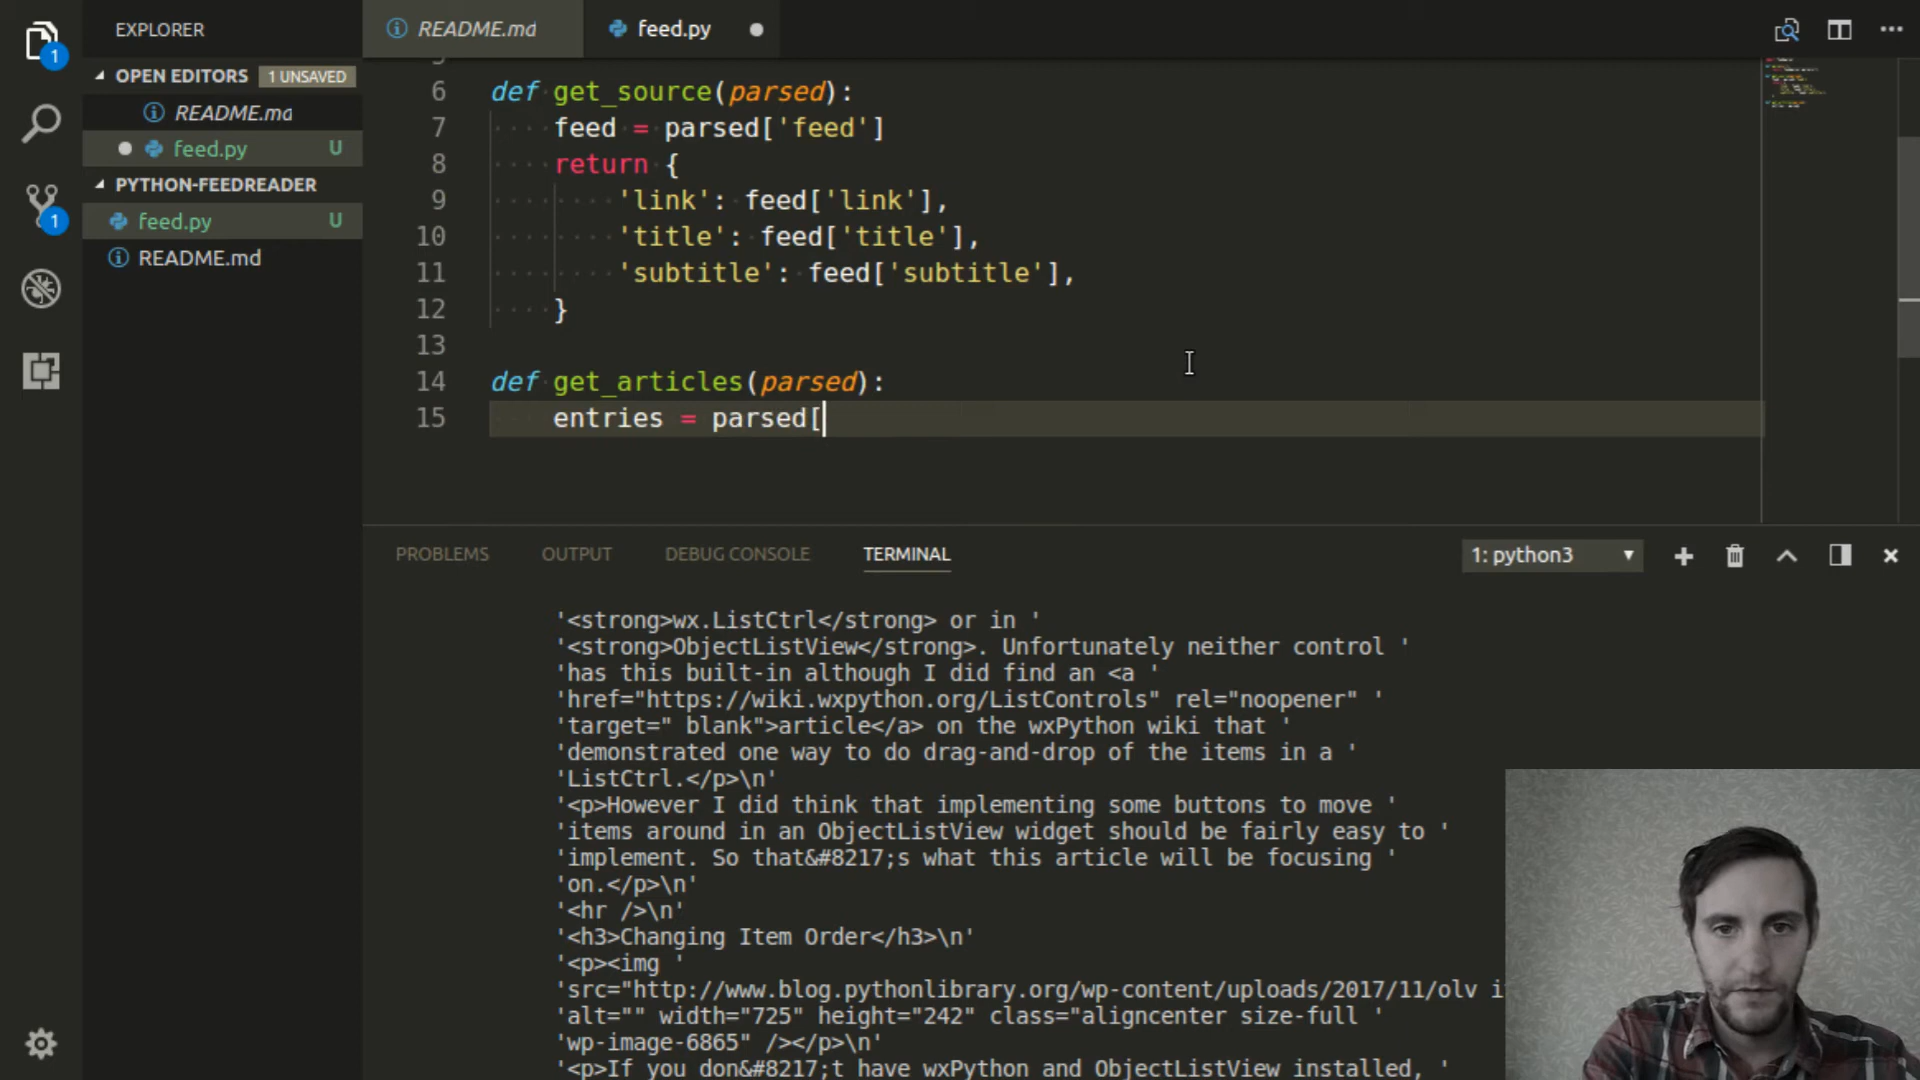 EXPLORER
README.md
feed.py
OPEN EDITORS 1 UNSAVED
README.md
feed.py U
PYTHON-FEEDREADER
feed.py U
README.md
1
1
6 def get_source(parsed):
7 feed = parsed['feed']
8 return {
9 'link': feed['link'],
10 'title': feed['title'],
11 'subtitle': feed['subtitle'],
12 }
13
14 def get_articles(parsed):
15 entries = parsed[
PROBLEMS OUTPUT DEBUG CONSOLE TERMINAL 1: python3
'<strong>wx.ListCtrl</strong> or in '
'<strong>ObjectListView</strong>. Unfortunately neither control '
'has this built-in although I did find an <a '
'href="https://wiki.wxpython.org/ListControls" rel="noopener" '
'target=" blank">article</a> on the wxPython wiki that '
'demonstrated one way to do drag-and-drop of the items in a '
'ListCtrl.</p>\n'
'<p>However I did think that implementing some buttons to move '
'items around in an ObjectListView widget should be fairly easy to '
'implement. So that&#8217;s what this article will be focusing '
'on.</p>\n'
'<hr />\n'
'<h3>Changing Item Order</h3>\n'
'<p><img '
'src="http://www.blog.pythonlibrary.org/wp-content/uploads/2017/11/olv
'alt="" width="725" height="242" class="aligncenter size-full '
'wp-image-6865" /></p>\n'
'<p>If you don&#8217;t have wxPython and ObjectListView installed, '